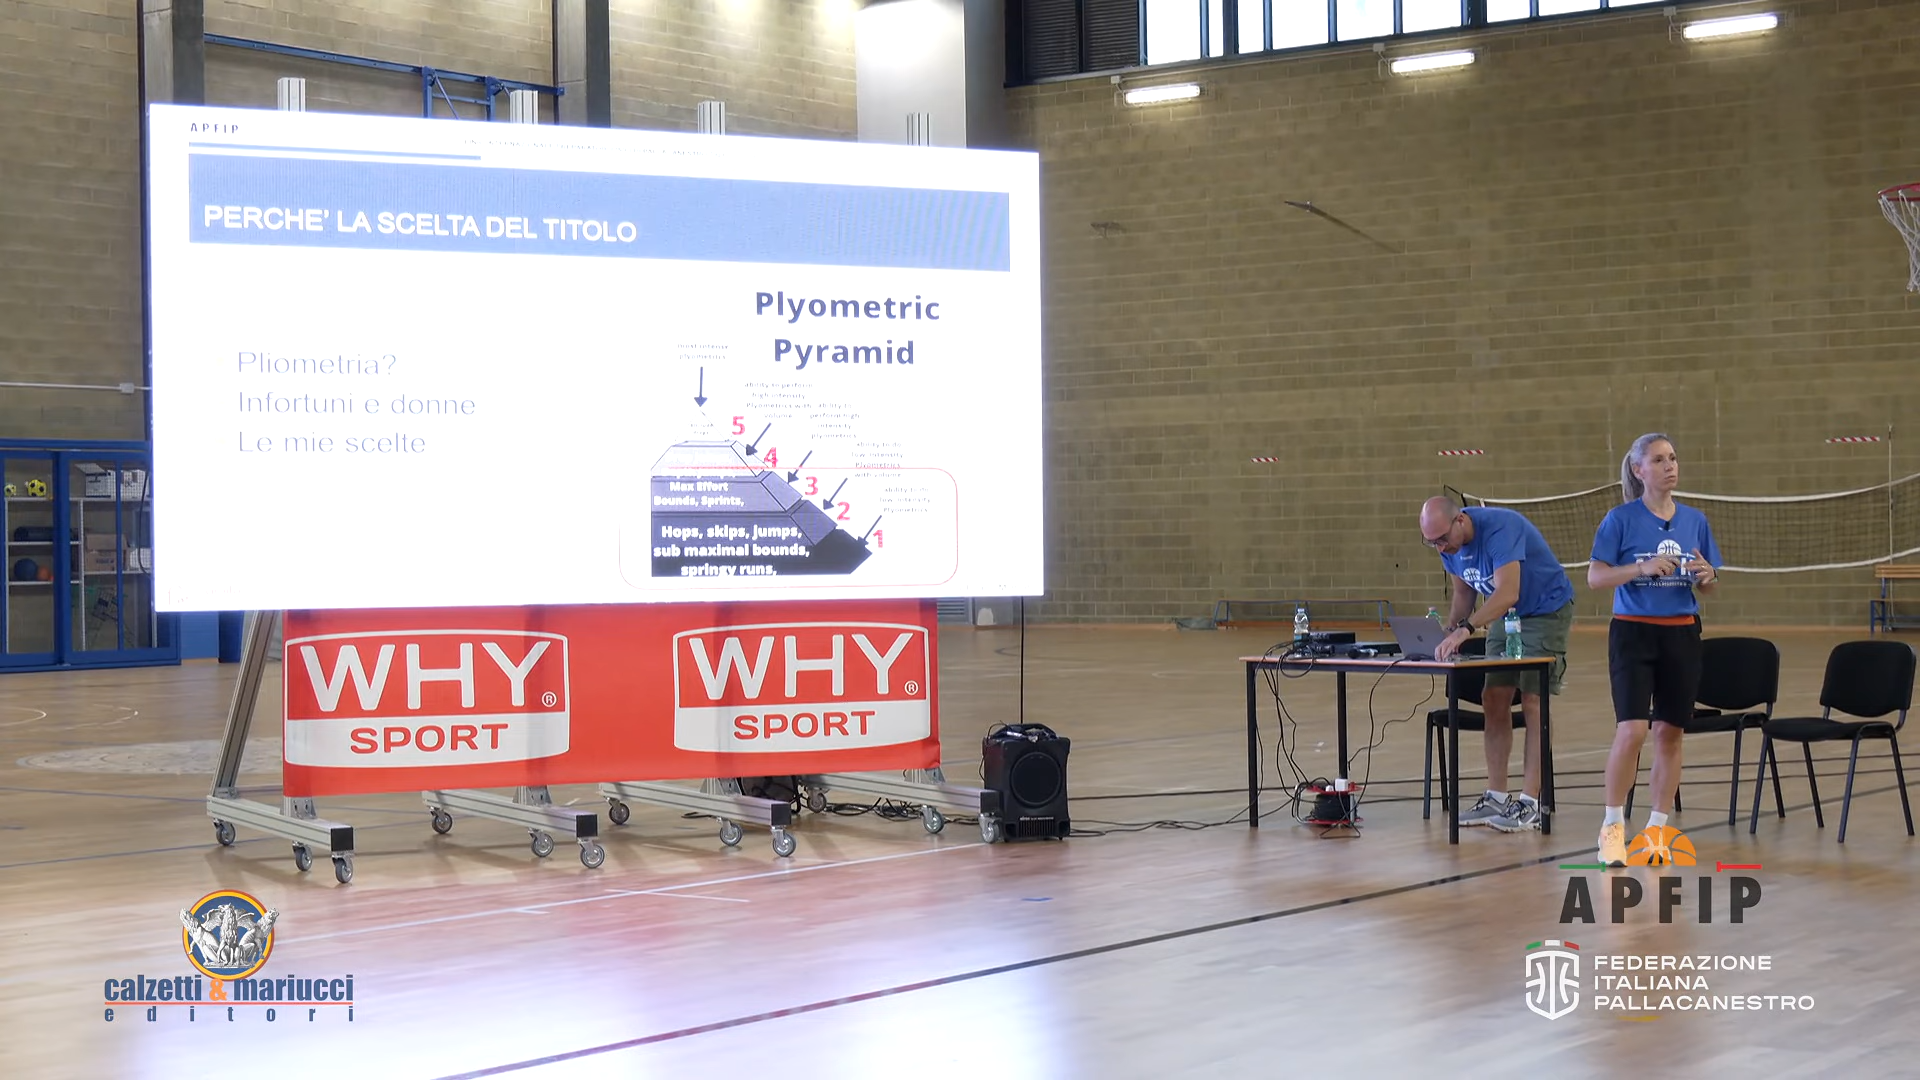 APFIP
PERCHE' LA SCELTA DEL TITOLO
Plyometric
Pyramid
Pliometria?
Infortuni e donne
Le mie scelte
5
4
3
2
1
Max Effort
Bounds, Sprints,
Hops, skips, jumps,
sub maximal bounds,
springy runs,
WHY®
SPORT
WHY®
SPORT
calzetti & mariucci
editori
APFIP
FEDERAZIONE
ITALIANA
PALLACANESTRO